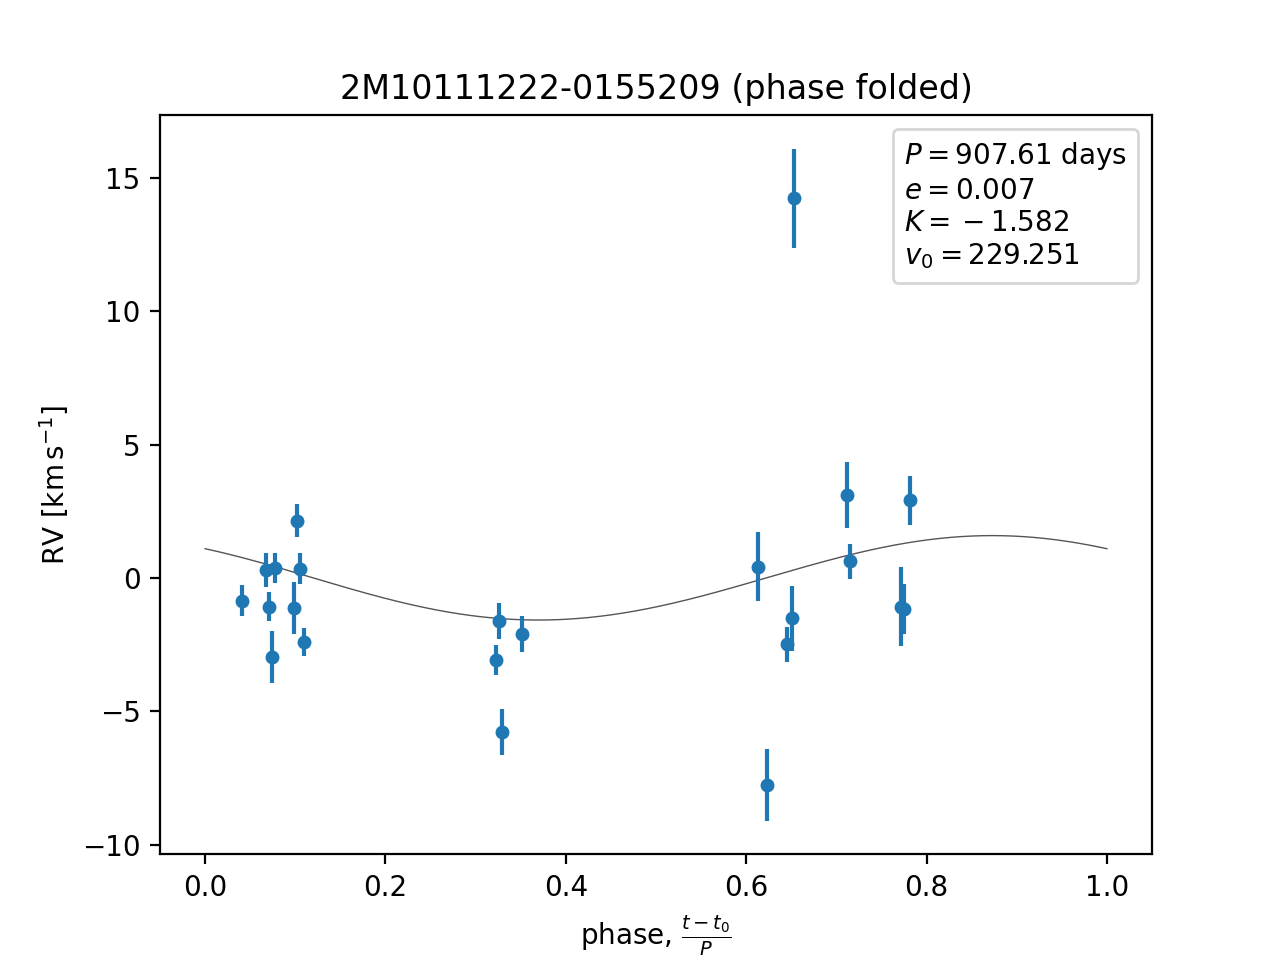 2M10111222-0155209 (phase folded)
P = 907.61 days
e = 0.007
K = −1.582
v₀ = 229.251
15
10
5
0
−5
−10
RV [km s⁻¹]
0.0 0.2 0.4 0.6 0.8 1.0
phase, (t − t₀)/P